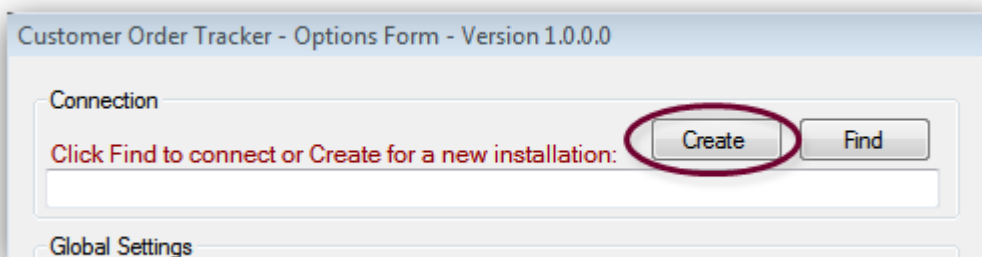 Customer Order Tracker - Options Form - Version 1.0.0.0
Connection
Click Find to connect or Create for a new installation:
Create
Find
Global Settings